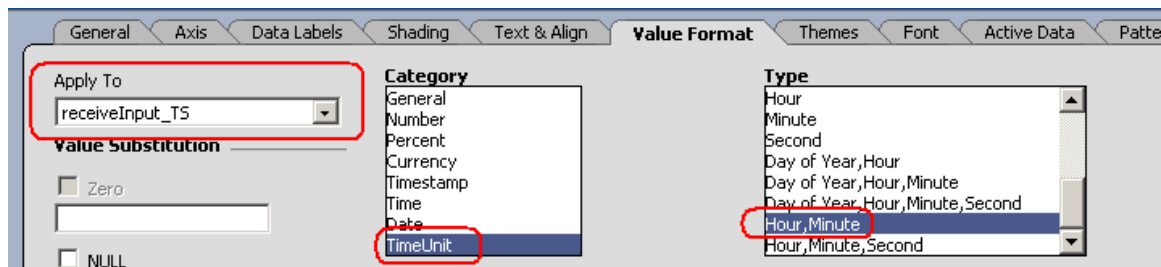 General Axis Data Labels Shading Text & Align Value Format Themes Font Active Data Patte
Apply To
receiveInput_TS
Value Substitution
Zero
NULL
Category
General
Number
Percent
Currency
Timestamp
Time
Date
TimeUnit
Type
Hour
Minute
Second
Day of Year,Hour
Day of Year,Hour,Minute
Day of Year,Hour,Minute,Second
Hour,Minute
Hour,Minute,Second